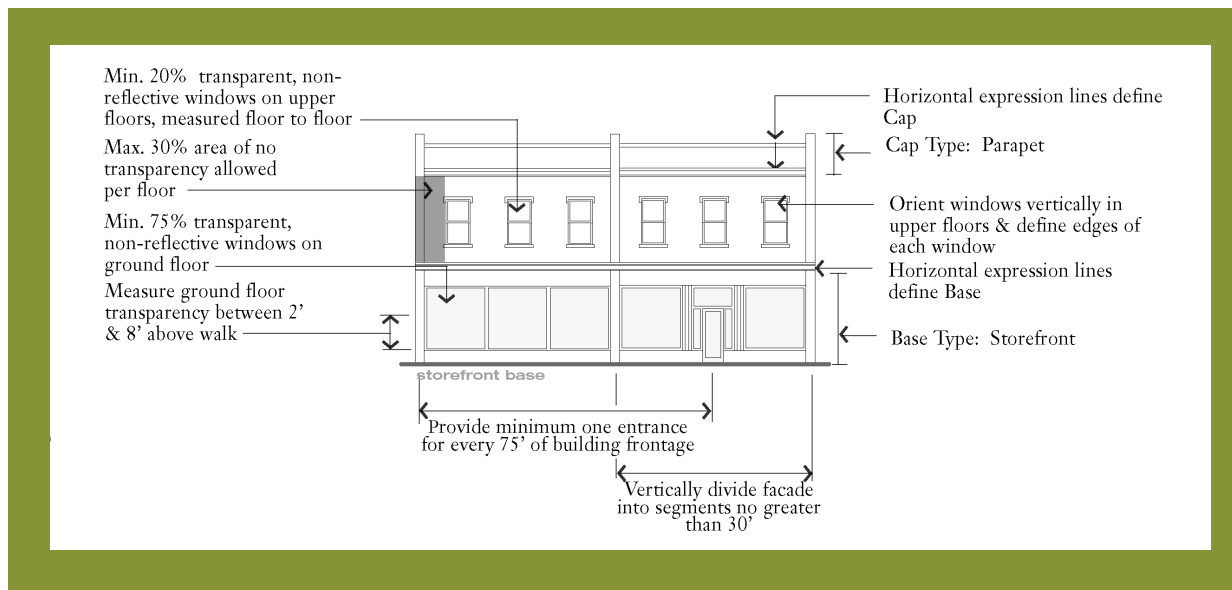 Min. 20%  transparent, non-
reflective windows on upper
floors, measured floor to floor
Max. 30% area of no
transparency allowed
per floor
Min. 75% transparent,
non-reflective windows on
ground floor
Measure ground floor
transparency between 2’
& 8’ above walk
Horizontal expression lines define
Cap
Cap Type:  Parapet
Orient windows vertically in
upper floors & define edges of
each window
Horizontal expression lines
define Base
Base Type:  Storefront
storefront base
Provide minimum one entrance
for every 75’ of building frontage
Vertically divide facade
into segments no greater
than 30’